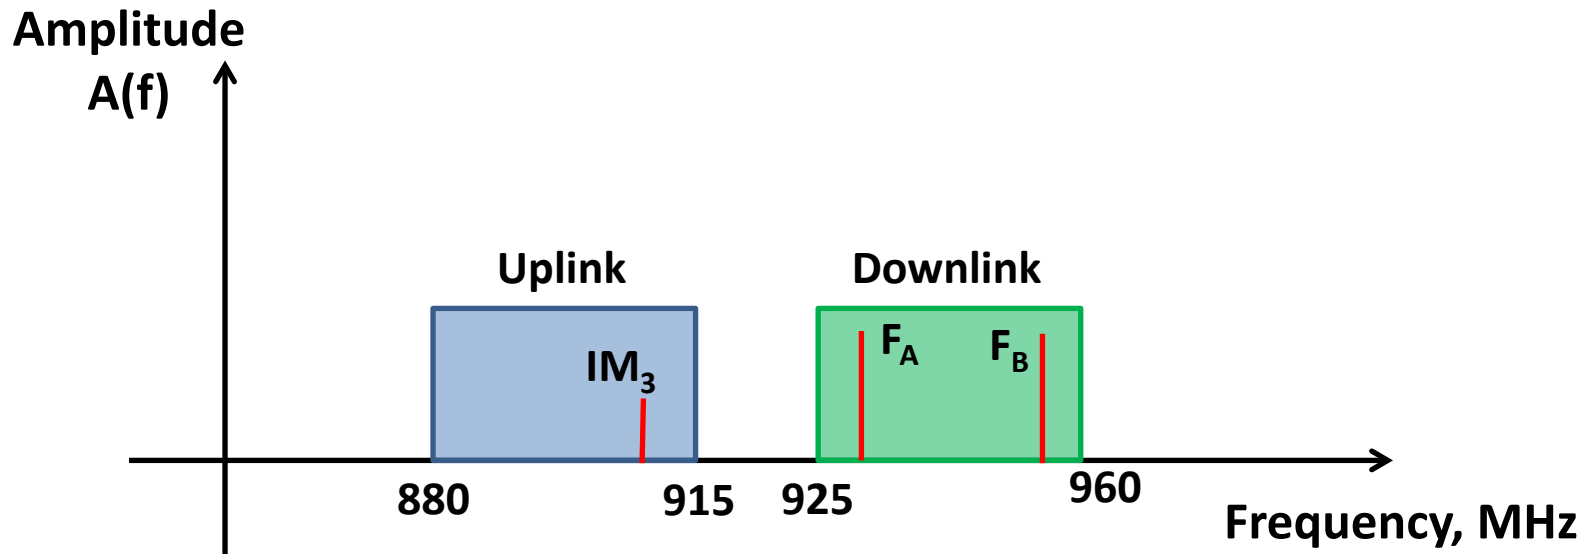 Amplitude
A(f)
Uplink
Downlink
IM3
FA
FB
880
915
925
960
Frequency, MHz